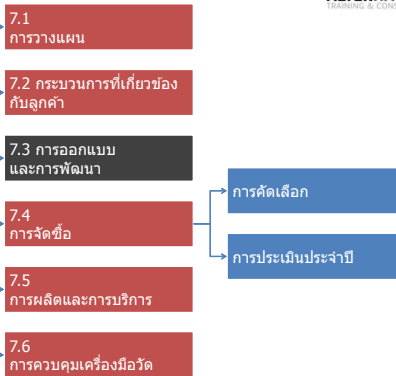 TRAINING & CONS
7.1
การวางแผน
7.2 กระบวนการที่เกี่ยวข้อง
กับลูกค้า
7.3 การออกแบบ
และการพัฒนา
การคัดเลือก
7.4
การจัดซื้อ
การประเมินประจำปี
7.5
การผลิตและการบริการ
7.6
การควบคุมเครื่องมือวัด